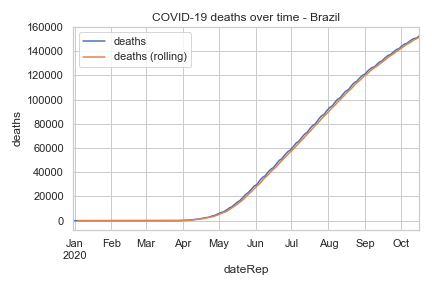 COVID-19 deaths over time - Brazil
deaths
deaths (rolling)
160000
140000
120000
100000
80000
60000
40000
20000
0
deaths
Jan Feb Mar Apr May Jun Jul Aug Sep Oct
2020
dateRep